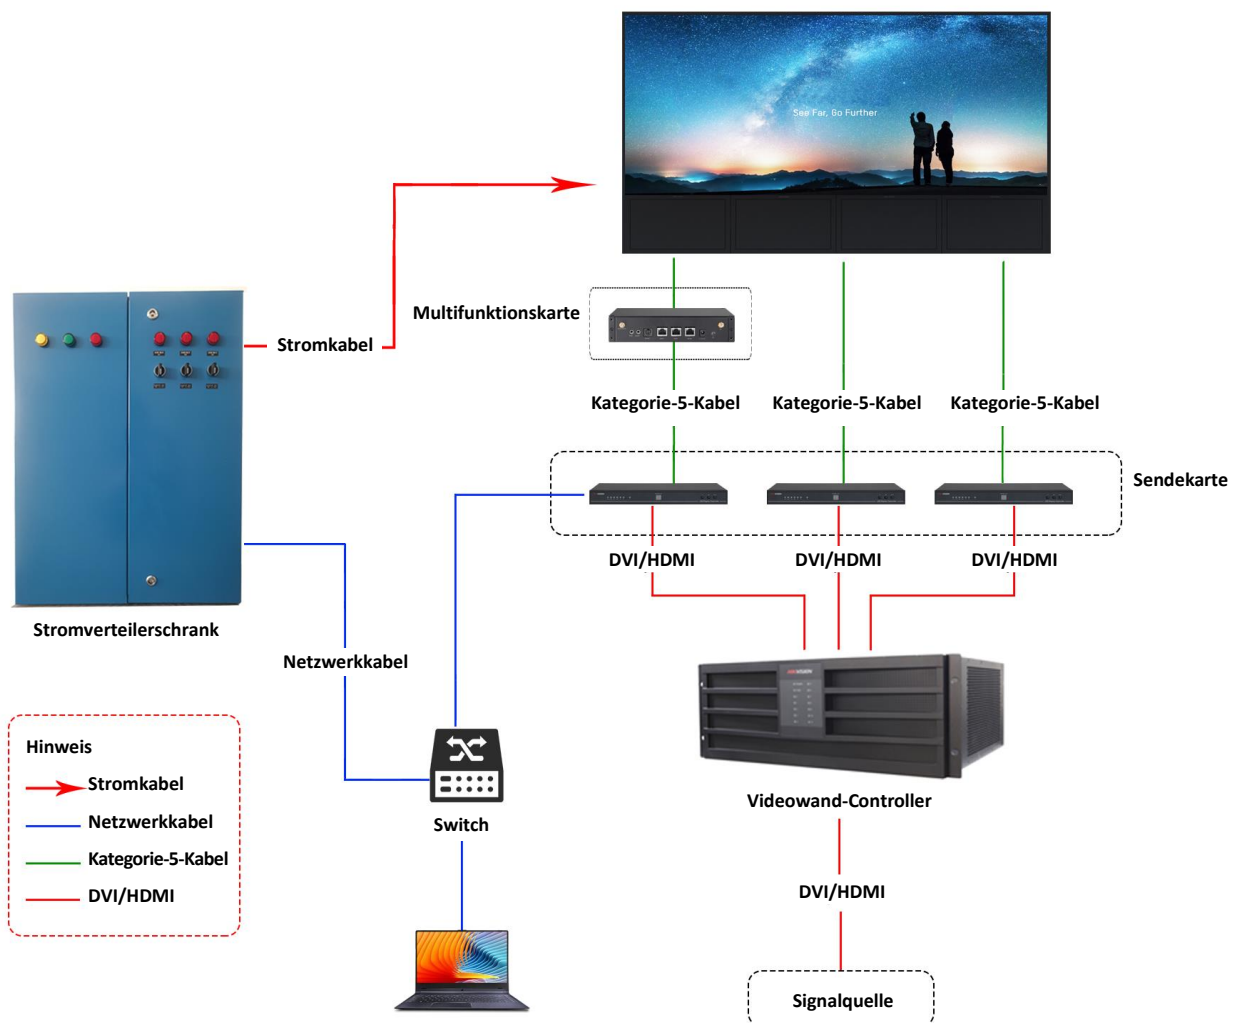 See Far, Go Further
Multifunktionskarte
Stromkabel
Kategorie-5-Kabel
Kategorie-5-Kabel
Kategorie-5-Kabel
Sendekarte
DVI/HDMI
DVI/HDMI
DVI/HDMI
Stromverteilerschrank
Netzwerkkabel
HIKVISION
Hinweis
Stromkabel
Netzwerkkabel
Kategorie-5-Kabel
DVI/HDMI
Switch
Videowand-Controller
DVI/HDMI
Signalquelle